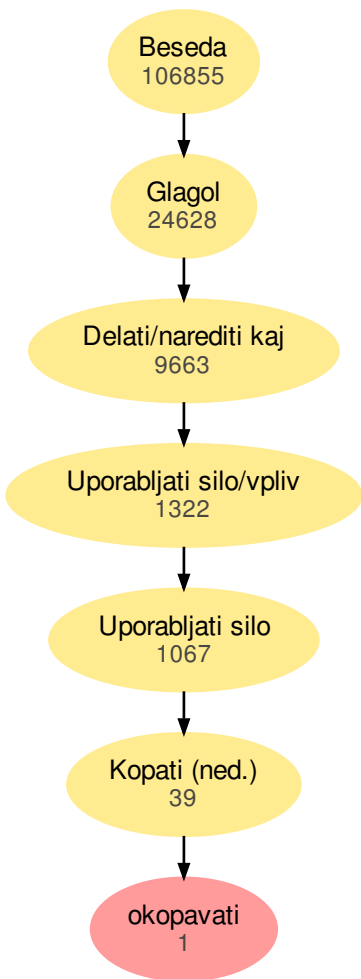 Beseda
106855
Glagol
24628
Delati/narediti kaj
9663
Uporabljati silo/vpliv
1322
Uporabljati silo
1067
Kopati (ned.)
39
okopavati
1